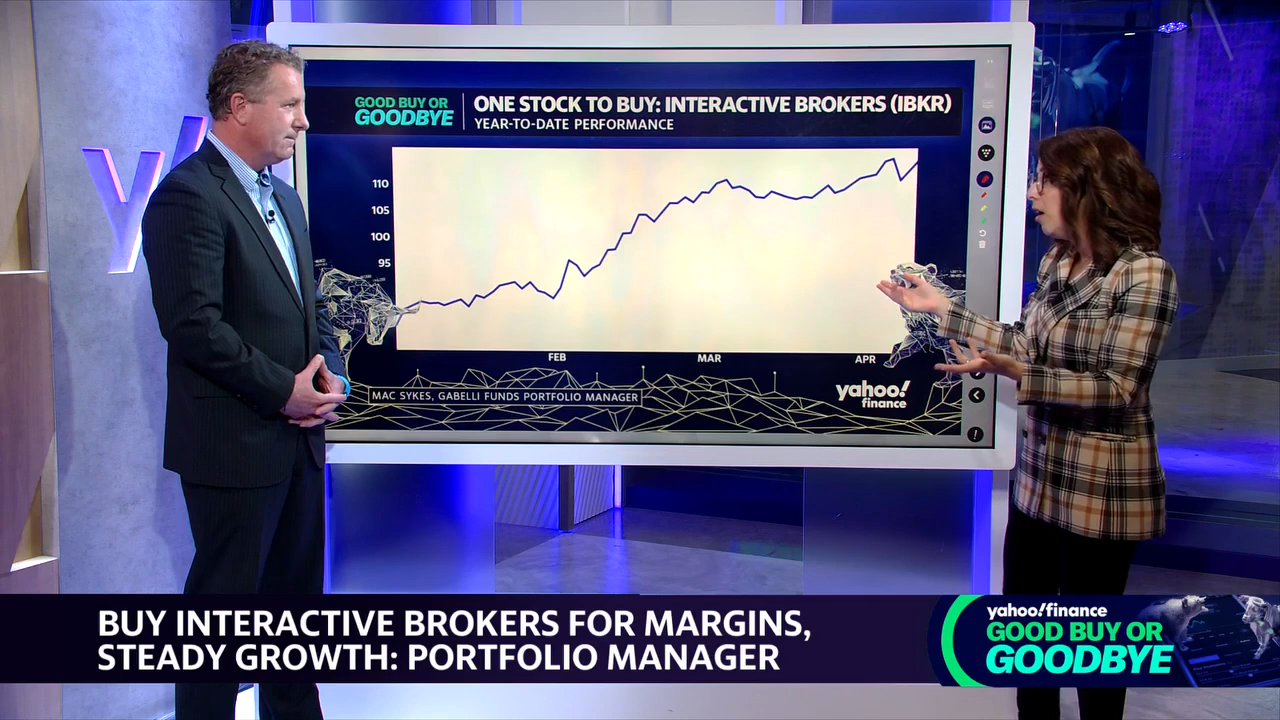 GOOD BUY OR
GOODBYE
ONE STOCK TO BUY: INTERACTIVE BROKERS (IBKR)
YEAR-TO-DATE PERFORMANCE
110
105
100
95
FEB
MAR
APR
MAC SYKES, GABELLI FUNDS PORTFOLIO MANAGER
yahoo!
finance
BUY INTERACTIVE BROKERS FOR MARGINS,
STEADY GROWTH: PORTFOLIO MANAGER
yahoo!finance
GOOD BUY OR
GOODBYE